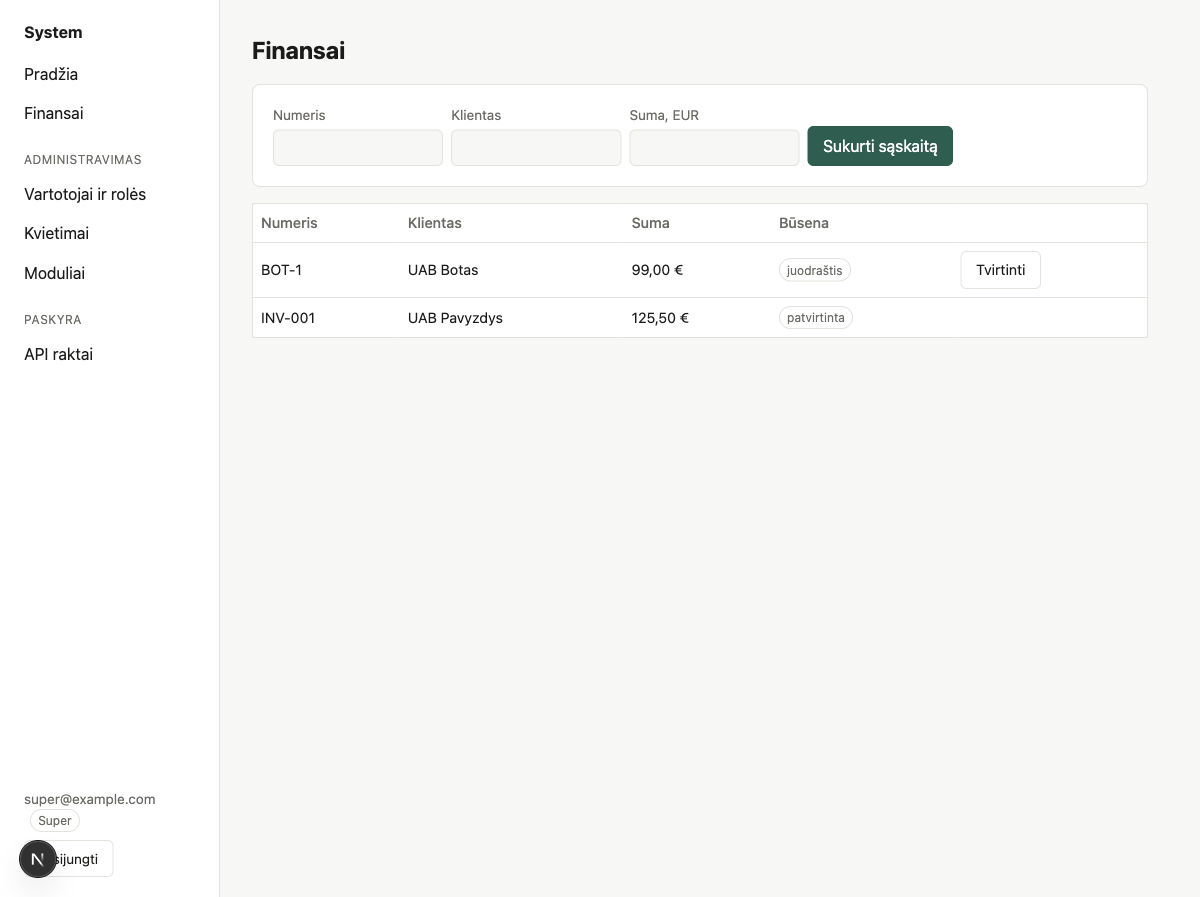 System
Pradžia
Finansai
ADMINISTRAVIMAS
Vartotojai ir rolės
Kvietimai
Moduliai
PASKYRA
API raktai
super@example.com
Super
N sijungti
Finansai
Numeris Klientas Suma, EUR
Sukurti sąskaitą
Numeris Klientas Suma Būsena
BOT-1 UAB Botas 99,00 € juodraštis Tvirtinti
INV-001 UAB Pavyzdys 125,50 € patvirtinta